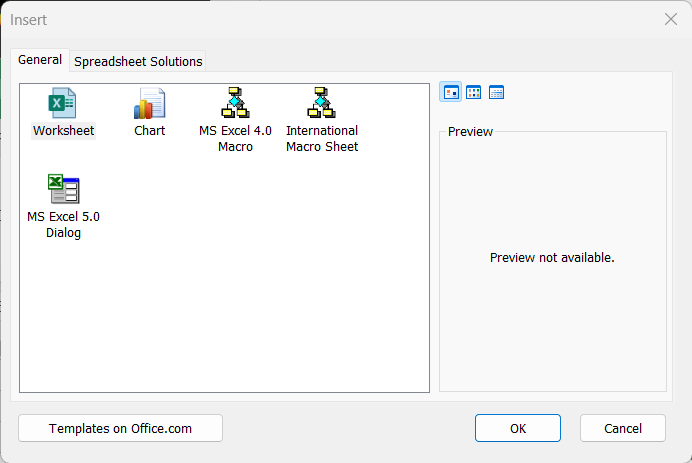 Insert
General
Spreadsheet Solutions
Worksheet
Chart
MS Excel 4.0
Macro
International
Macro Sheet
MS Excel 5.0
Dialog
Preview
Preview not available.
Templates on Office.com
OK
Cancel